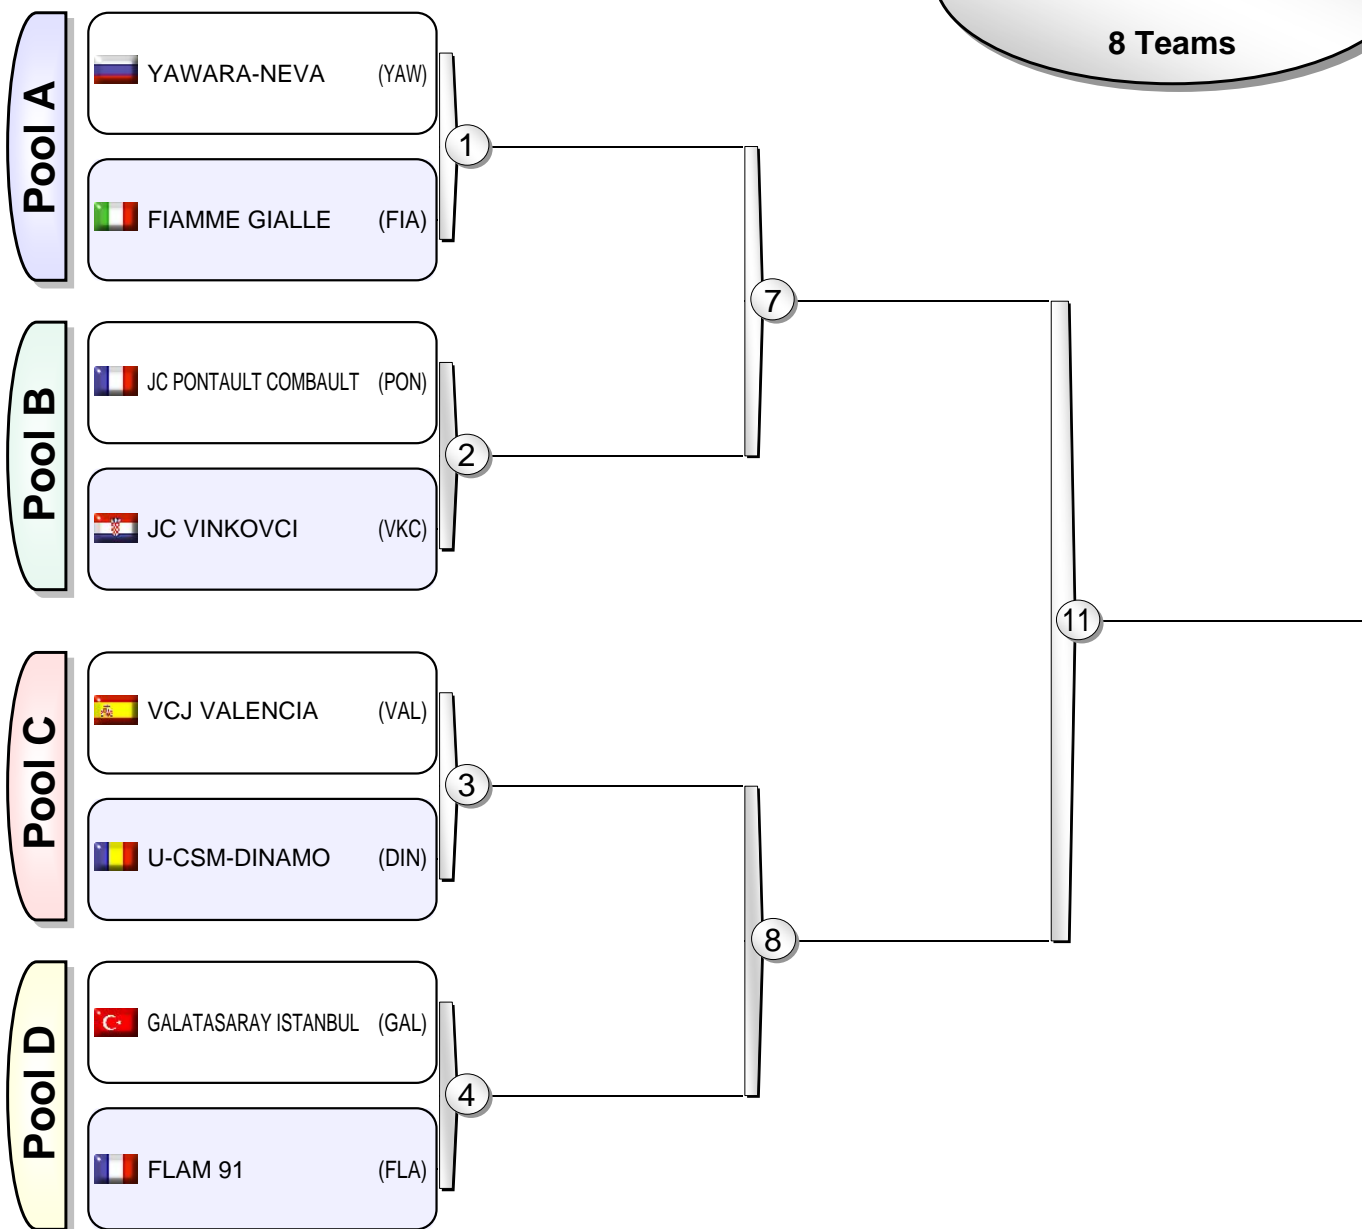 8 Teams
Pool A
YAWARA-NEVA (YAW)
1
FIAMME GIALLE (FIA)
7
Pool B
JC PONTAULT COMBAULT (PON)
2
JC VINKOVCI (VKC)
11
Pool C
VCJ VALENCIA (VAL)
3
U-CSM-DINAMO (DIN)
8
Pool D
GALATASARAY ISTANBUL (GAL)
4
FLAM 91 (FLA)